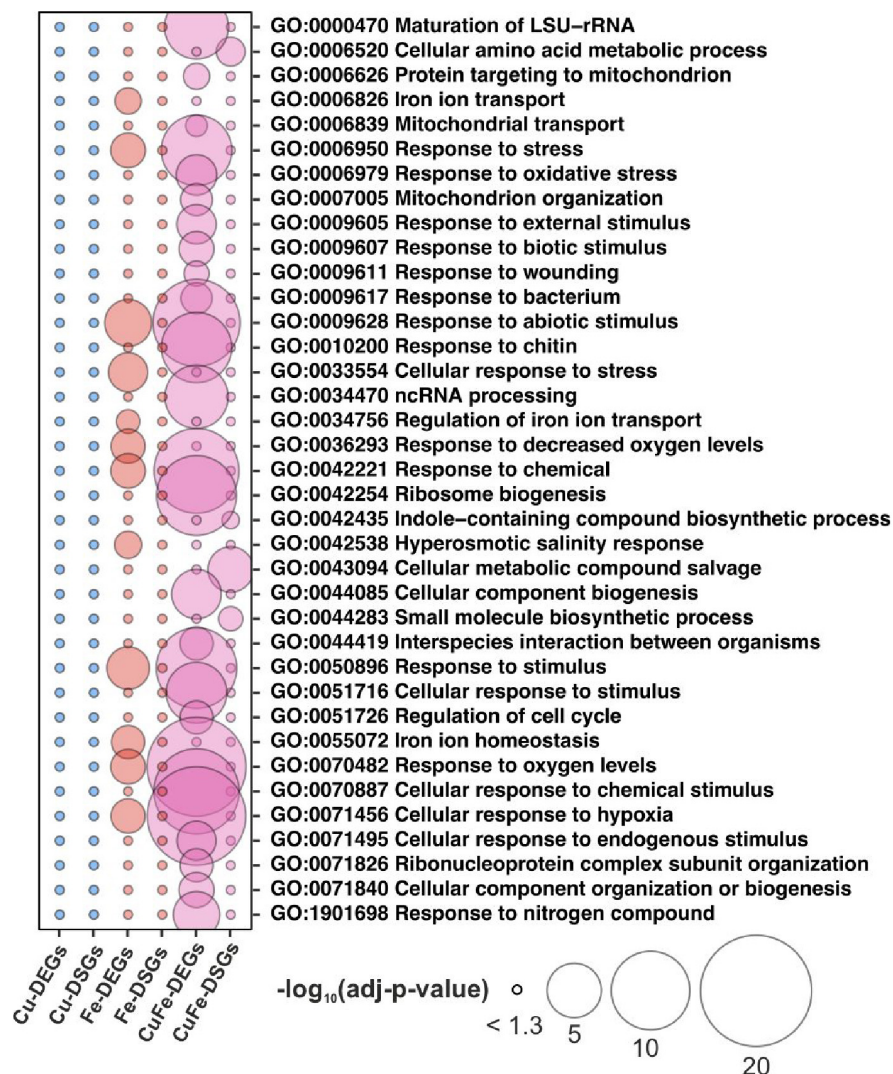 GO:0000470 Maturation of LSU–rRNA
GO:0006520 Cellular amino acid metabolic process
GO:0006626 Protein targeting to mitochondrion
GO:0006826 Iron ion transport
GO:0006839 Mitochondrial transport
GO:0006950 Response to stress
GO:0006979 Response to oxidative stress
GO:0007005 Mitochondrion organization
GO:0009605 Response to external stimulus
GO:0009607 Response to biotic stimulus
GO:0009611 Response to wounding
GO:0009617 Response to bacterium
GO:0009628 Response to abiotic stimulus
GO:0010200 Response to chitin
GO:0033554 Cellular response to stress
GO:0034470 ncRNA processing
GO:0034756 Regulation of iron ion transport
GO:0036293 Response to decreased oxygen levels
GO:0042221 Response to chemical
GO:0042254 Ribosome biogenesis
GO:0042435 Indole–containing compound biosynthetic process
GO:0042538 Hyperosmotic salinity response
GO:0043094 Cellular metabolic compound salvage
GO:0044085 Cellular component biogenesis
GO:0044283 Small molecule biosynthetic process
GO:0044419 Interspecies interaction between organisms
GO:0050896 Response to stimulus
GO:0051716 Cellular response to stimulus
GO:0051726 Regulation of cell cycle
GO:0055072 Iron ion homeostasis
GO:0070482 Response to oxygen levels
GO:0070887 Cellular response to chemical stimulus
GO:0071456 Cellular response to hypoxia
GO:0071495 Cellular response to endogenous stimulus
GO:0071826 Ribonucleoprotein complex subunit organization
GO:0071840 Cellular component organization or biogenesis
GO:1901698 Response to nitrogen compound
Cu-DEGs
Cu-DSGs
Fe-DEGs
Fe-DSGs
CuFe-DEGs
CuFe-DSGs
-log₁₀(adj-p-value)
< 1.3
5
10
20